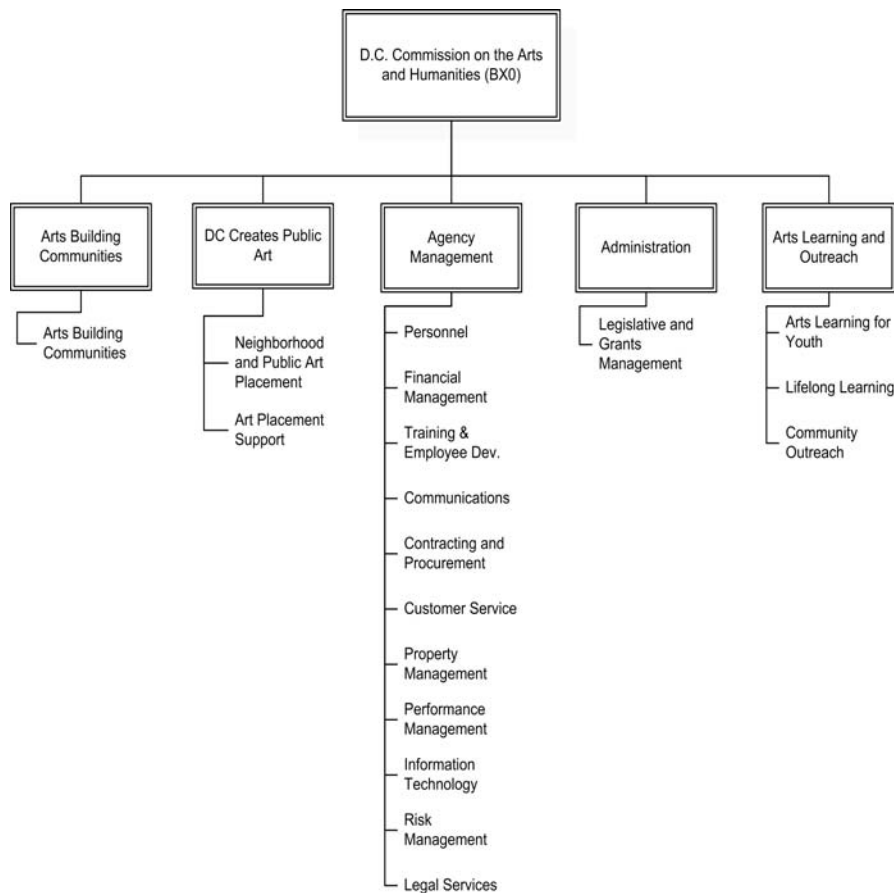 D.C. Commission on the Arts
and Humanities (BX0)
Arts Building
Communities
Arts Building
Communities
DC Creates Public
Art
Neighborhood
and Public Art
Placement
Art Placement
Support
Agency
Management
Personnel
Financial
Management
Training &
Employee Dev.
Communications
Contracting and
Procurement
Customer Service
Property
Management
Performance
Management
Information
Technology
Risk
Management
Legal Services
Administration
Legislative and
Grants
Management
Arts Learning and
Outreach
Arts Learning for
Youth
Lifelong Learning
Community
Outreach